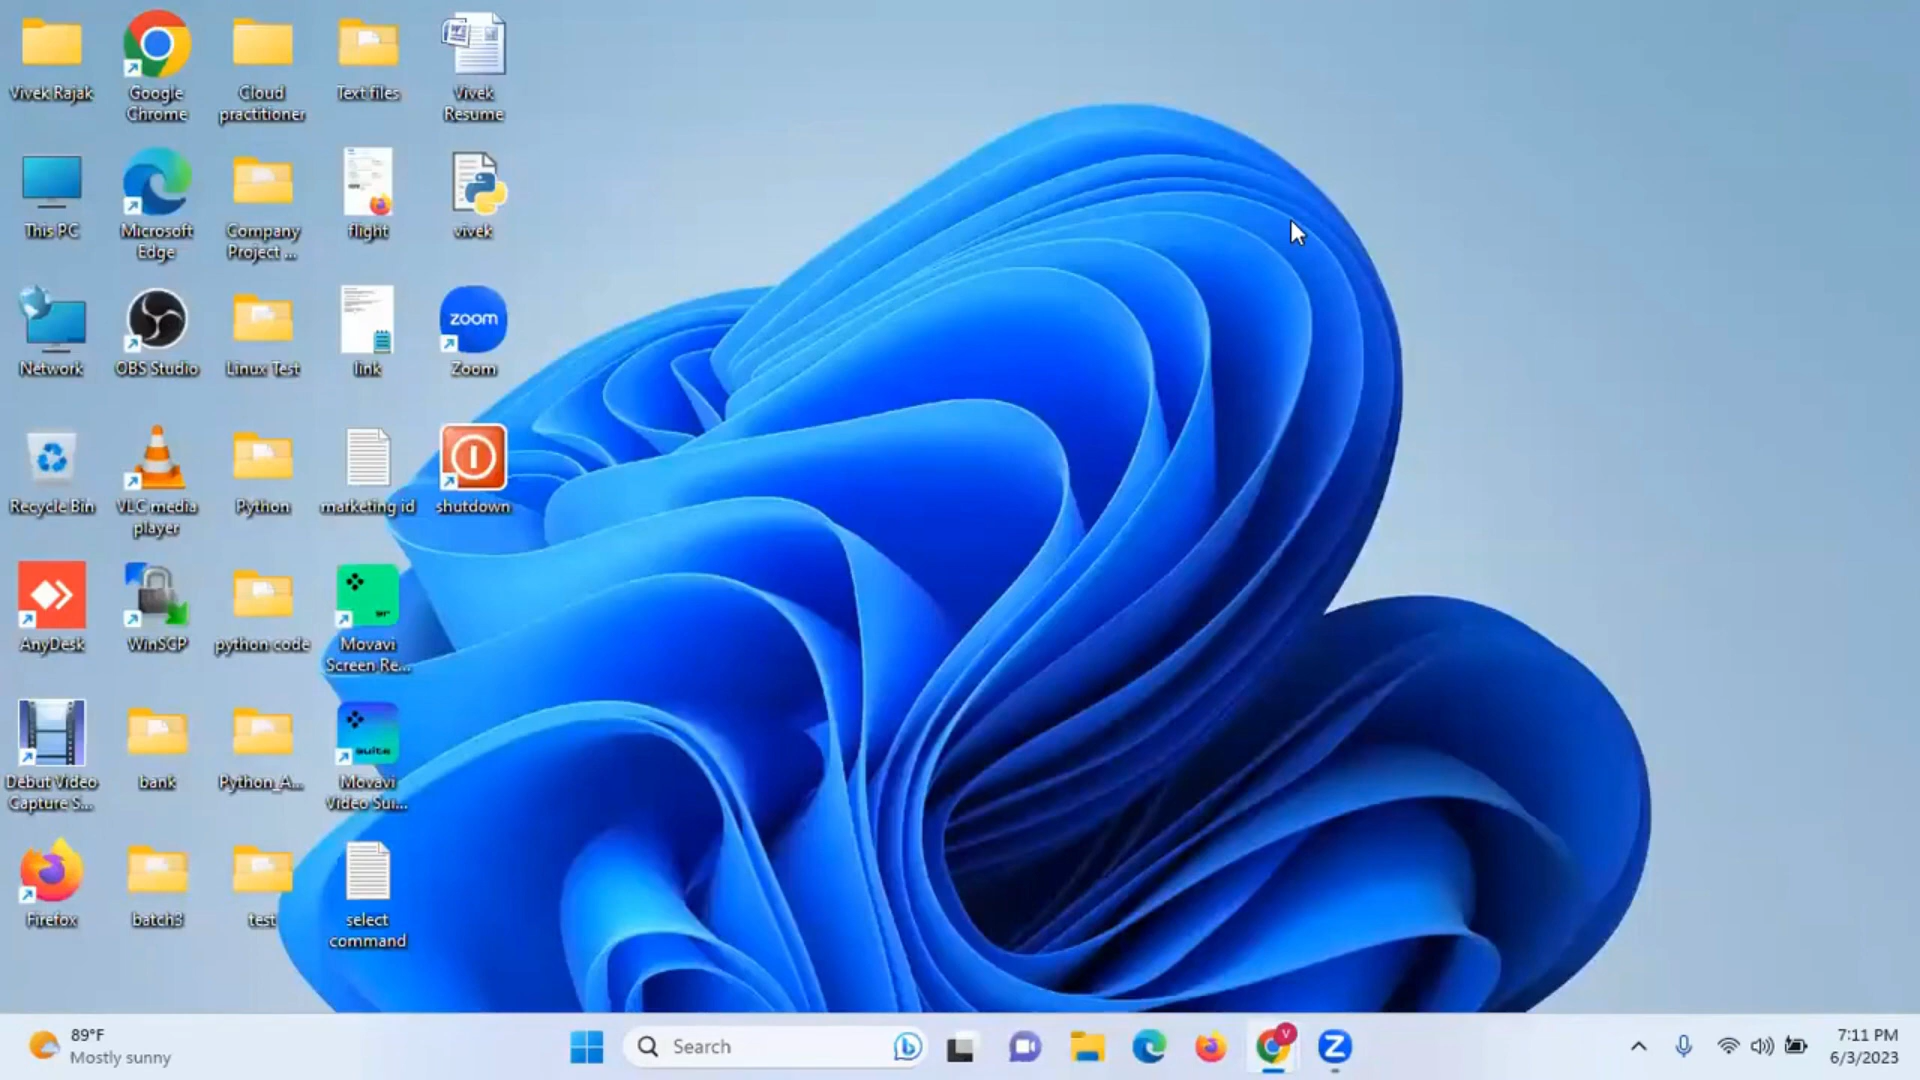 Vivek Rajak
Google
Chrome
Cloud
practitioner
Text files
Vivek
Resume
This PC
Microsoft
Edge
Company
Project ...
flight
vivek
Network
OBS Studio
Linux Test
link
zoom
Zoom
Recycle Bin
VLC media
player
Python
marketing id
shutdown
AnyDesk
WinSCP
python code
Movavi
Screen Re...
Debut Video
Capture S...
bank
Python_A...
suite
Movavi
Video Sui...
Firefox
batch3
test
select
command
89°F
Mostly sunny
Search
V
7:11 PM
6/3/2023